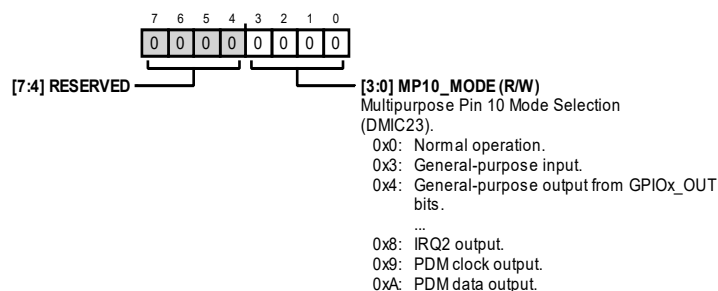 7 6 5 4 3 2 1 0
0 0 0 0 0 0 0 0
[7:4] RESERVED
[3:0] MP10_MODE (R/W)
Multipurpose Pin 10 Mode Selection
(DMIC23).
0x0: Normal operation.
0x3: General-purpose input.
0x4: General-purpose output from GPIOx_OUT
bits.
...
0x8: IRQ2 output.
0x9: PDM clock output.
0xA: PDM data output.